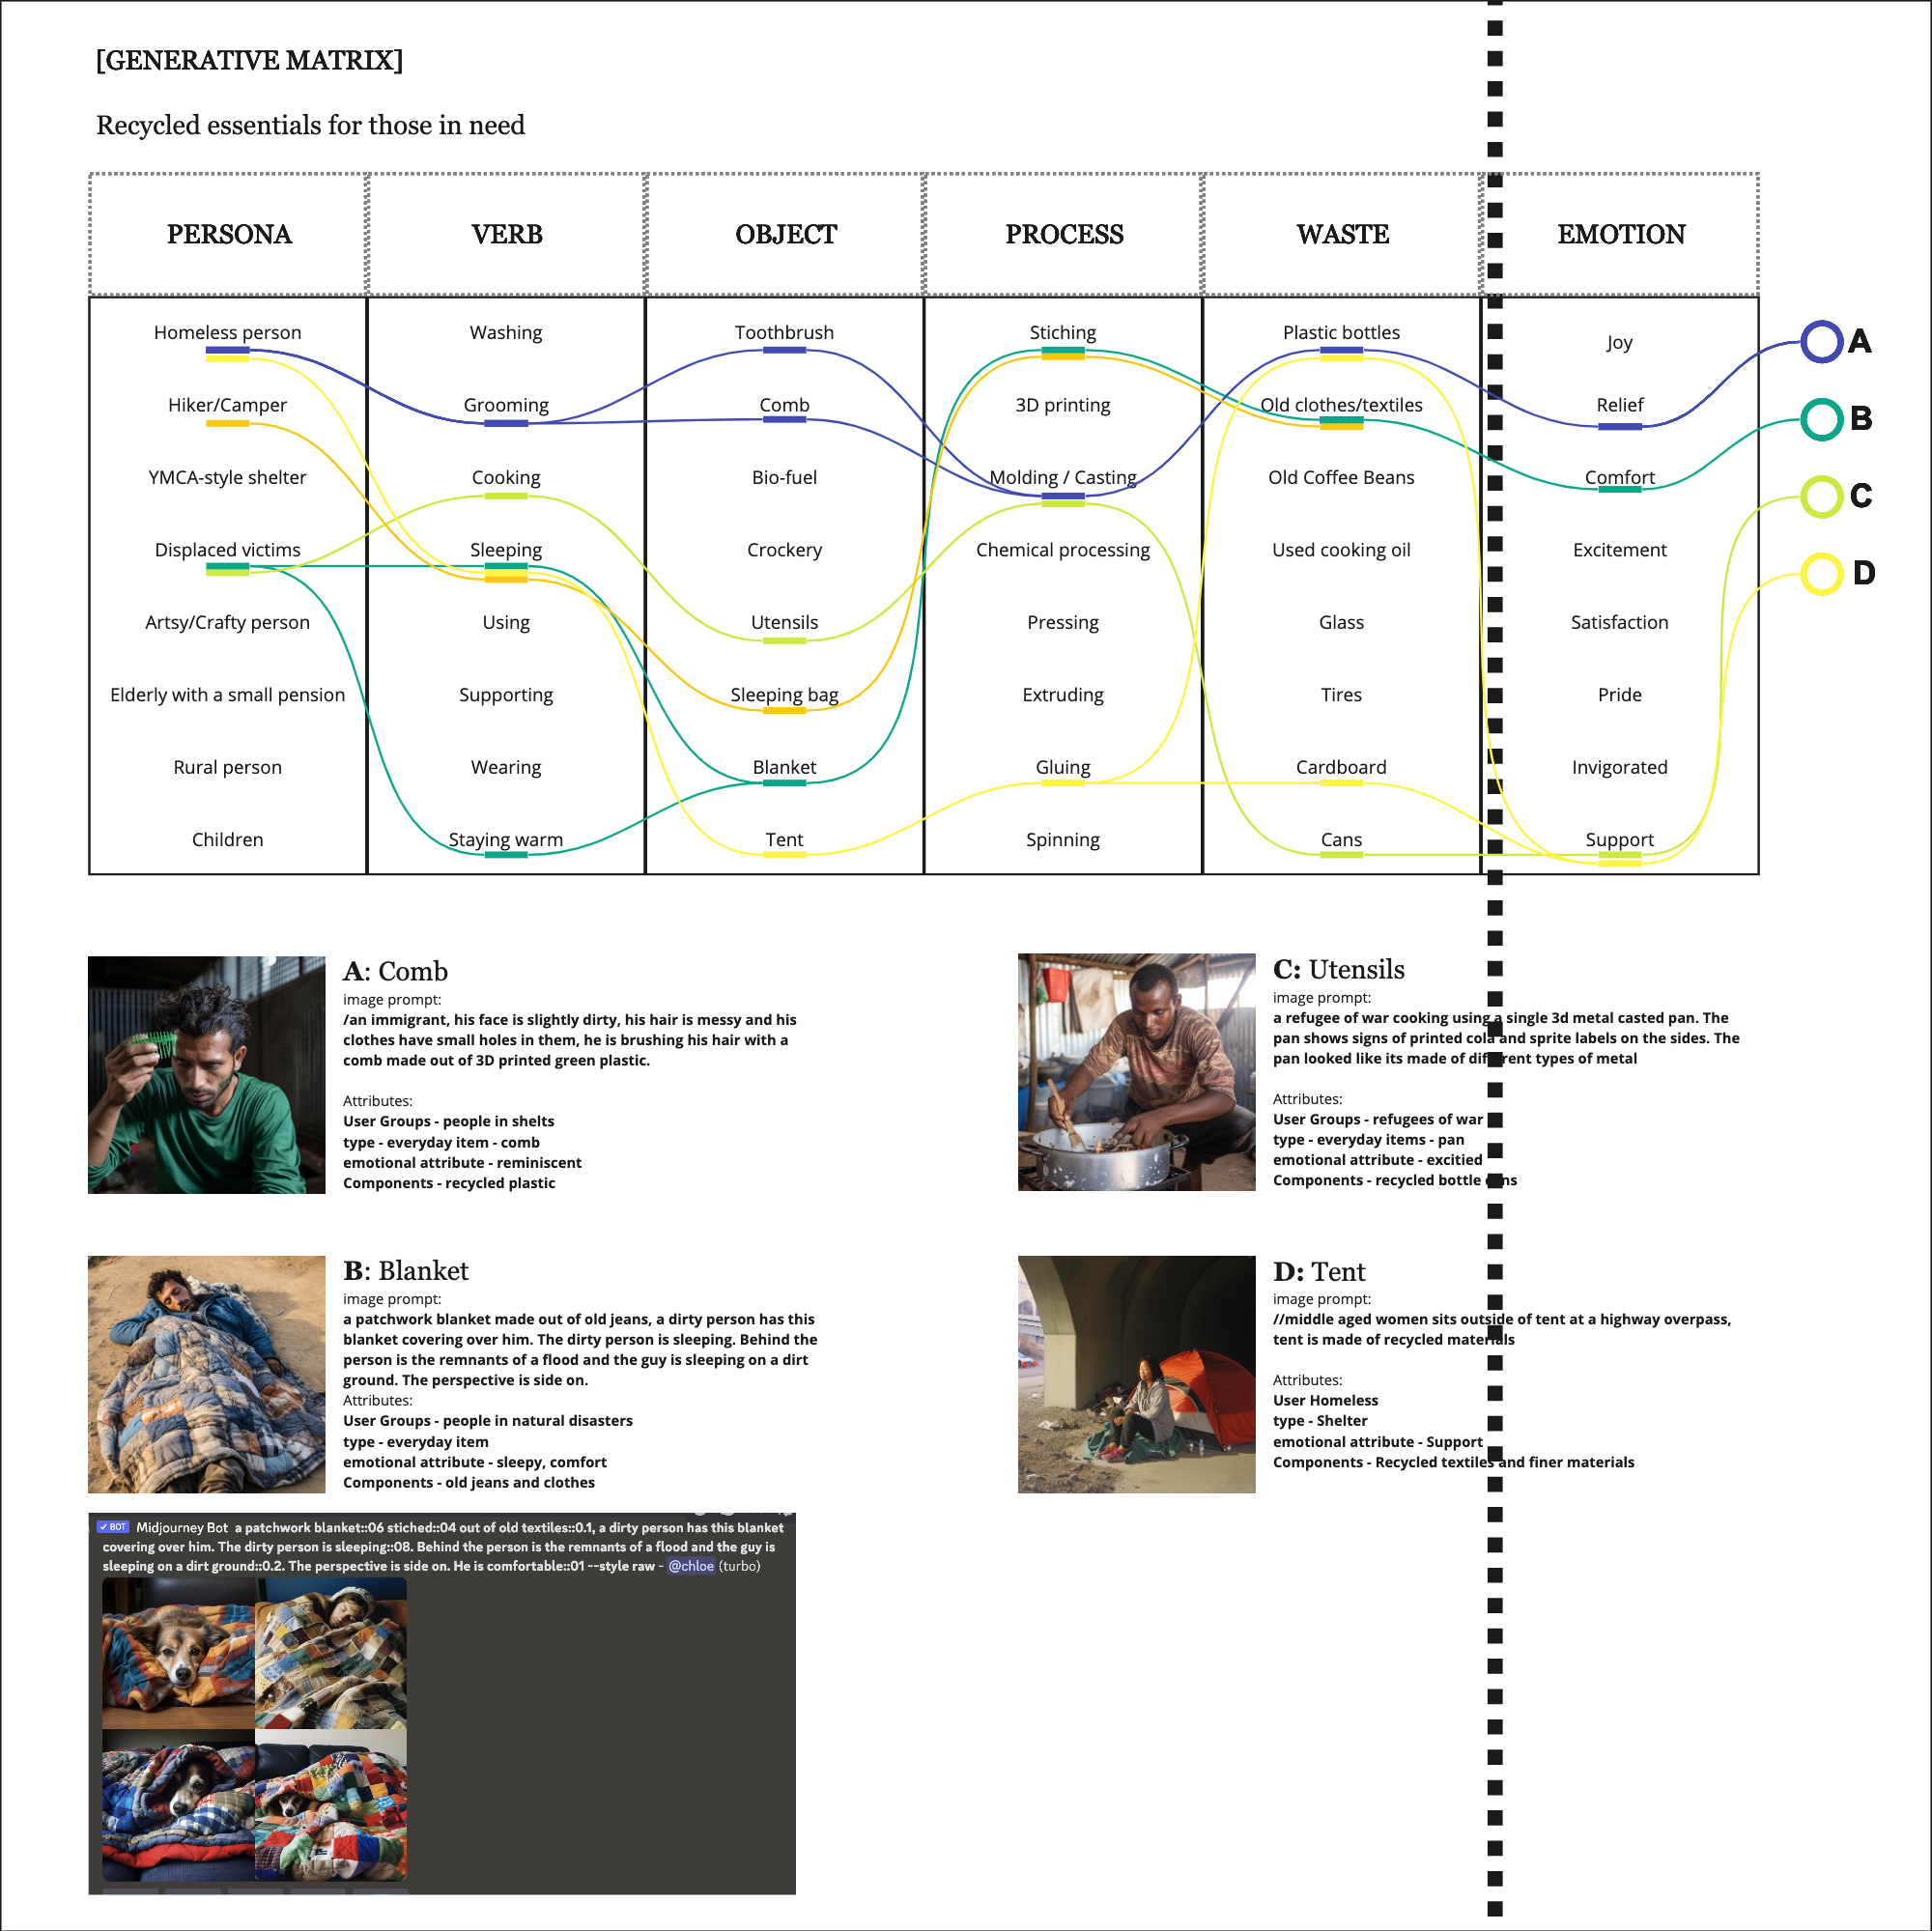 [GENERATIVE MATRIX]
Recycled essentials for those in need
PERSONA
VERB
OBJECT
PROCESS
WASTE
EMOTION
Homeless person
Hiker/Camper
YMCA-style shelter
Displaced victims
Artsy/Crafty person
Elderly with a small pension
Rural person
Children
Washing
Grooming
Cooking
Sleeping
Using
Supporting
Wearing
Staying warm
Toothbrush
Comb
Bio-fuel
Crockery
Utensils
Sleeping bag
Blanket
Tent
Stiching
3D printing
Molding / Casting
Chemical processing
Pressing
Extruding
Gluing
Spinning
Plastic bottles
Old clothes/textiles
Old Coffee Beans
Used cooking oil
Glass
Tires
Cardboard
Cans
Joy
Relief
Comfort
Excitement
Satisfaction
Pride
Invigorated
Support
A
B
C
D
A: Comb
image prompt:
/an immigrant, his face is slightly dirty, his hair is messy and his
clothes have small holes in them, he is brushing his hair with a
comb made out of 3D printed green plastic.
Attributes:
User Groups - people in shelts
type - everyday item - comb
emotional attribute - reminiscent
Components - recycled plastic
C: Utensils
image prompt:
a refugee of war cooking using a single 3d metal casted pan. The
pan shows signs of printed cola and sprite labels on the sides. The
pan looked like its made of different types of metal
Attributes:
User Groups - refugees of war
type - everyday items - pan
emotional attribute - excitied
Components - recycled bottle cans
B: Blanket
image prompt:
a patchwork blanket made out of old jeans, a dirty person has this
blanket covering over him. The dirty person is sleeping. Behind the
person is the remnants of a flood and the guy is sleeping on a dirt
ground. The perspective is side on.
Attributes:
User Groups - people in natural disasters
type - everyday item
emotional attribute - sleepy, comfort
Components - old jeans and clothes
D: Tent
image prompt:
//middle aged women sits outside of tent at a highway overpass,
tent is made of recycled materials
Attributes:
User Homeless
type - Shelter
emotional attribute - Support
Components - Recycled textiles and finer materials
✓ BOT Midjourney Bot a patchwork blanket::06 stiched::04 out of old textiles::0.1, a dirty person has this blanket
covering over him. The dirty person is sleeping::08. Behind the person is the remnants of a flood and the guy is
sleeping on a dirt ground::0.2. The perspective is side on. He is comfortable::01 --style raw - @chloe (turbo)